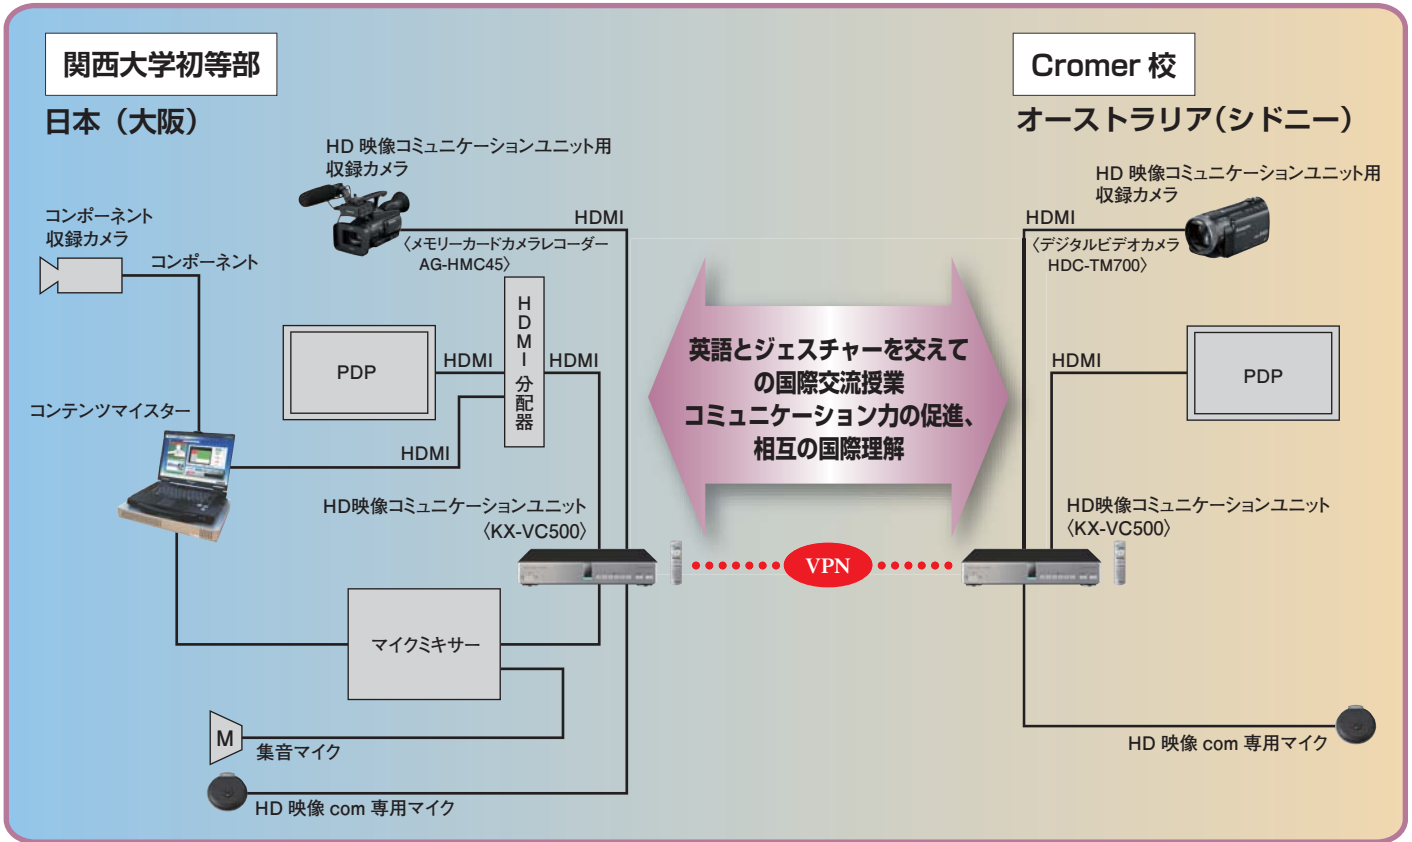 関西大学初等部
日本（大阪）
HD 映像コミュニケーションユニット用
収録カメラ
HDMI
〈メモリーカードカメラレコーダー
AG-HMC45〉
コンポーネント
収録カメラ
コンポーネント
HDMI分配器
PDP
HDMI
HDMI
コンテンツマイスター
HDMI
HD映像コミュニケーションユニット
〈KX-VC500〉
マイクミキサー
M
集音マイク
HD 映像 com 専用マイク
英語とジェスチャーを交えて
の国際交流授業
コミュニケーション力の促進、
相互の国際理解
VPN
Cromer 校
オーストラリア（シドニー）
HD 映像コミュニケーションユニット用
収録カメラ
HDMI
〈デジタルビデオカメラ
HDC-TM700〉
HDMI
PDP
HD映像コミュニケーションユニット
〈KX-VC500〉
HD 映像 com 専用マイク